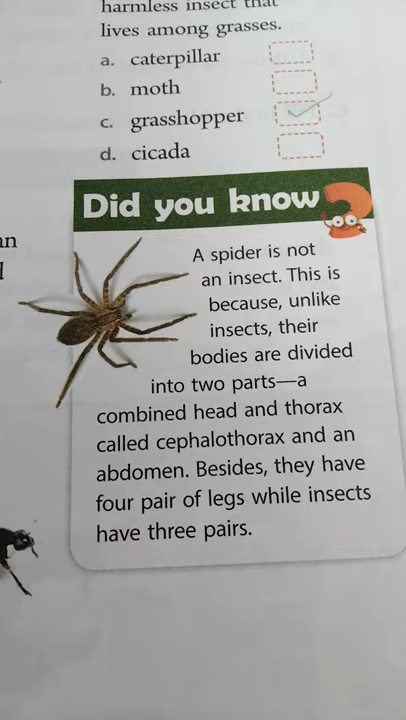 harmless insect that
lives among grasses.
a. caterpillar
b. moth
c. grasshopper
d. cicada
Did you know?
an
A spider is not
an insect. This is
because, unlike
insects, their
bodies are divided
into two parts—a
combined head and thorax
called cephalothorax and an
abdomen. Besides, they have
four pair of legs while insects
have three pairs.